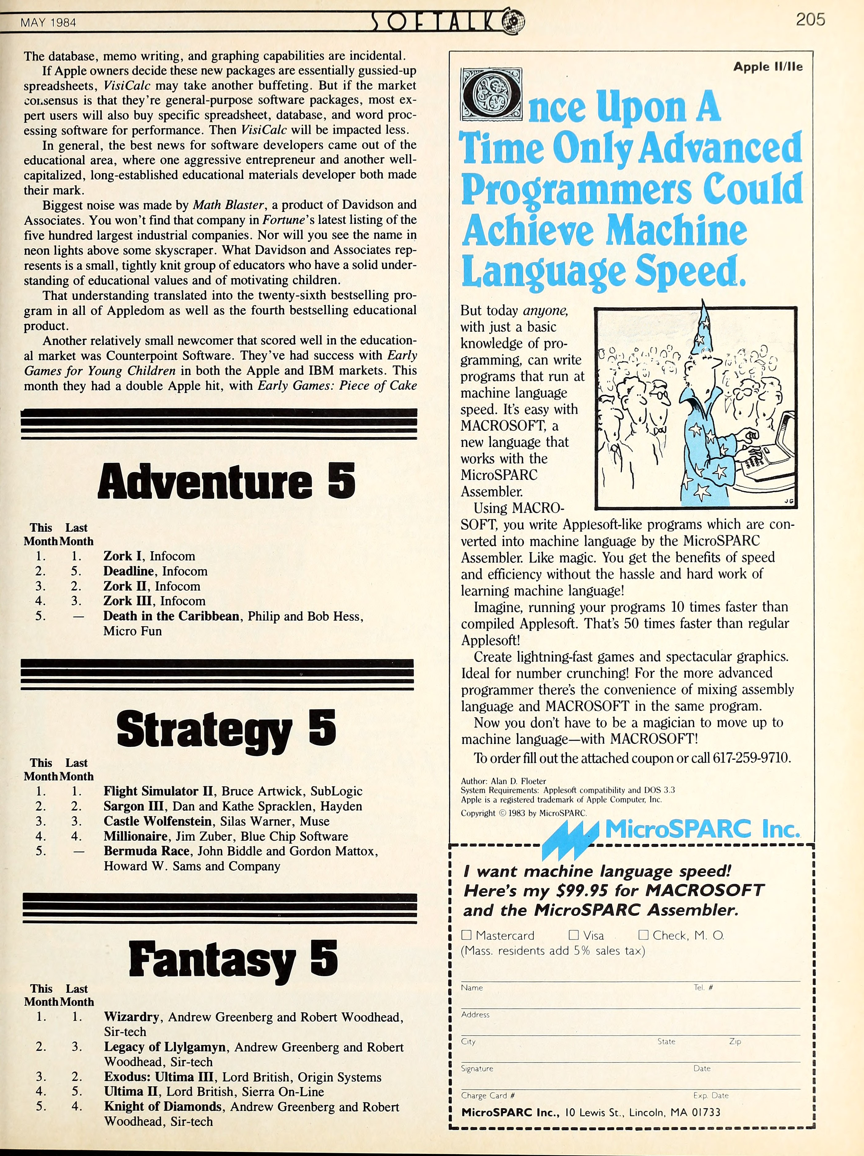 MAY 1984
SOFTALK
205
The database, memo writing, and graphing capabilities are incidental.
If Apple owners decide these new packages are essentially gussied-up
spreadsheets, VisiCalc may take another buffeting. But if the market
consensus is that they're general-purpose software packages, most ex-
pert users will also buy specific spreadsheet, database, and word proc-
essing software for performance. Then VisiCalc will be impacted less.
In general, the best news for software developers came out of the
educational area, where one aggressive entrepreneur and another well-
capitalized, long-established educational materials developer both made
their mark.
Biggest noise was made by Math Blaster, a product of Davidson and
Associates. You won't find that company in Fortune's latest listing of the
five hundred largest industrial companies. Nor will you see the name in
neon lights above some skyscraper. What Davidson and Associates rep-
resents is a small, tightly knit group of educators who have a solid under-
standing of educational values and of motivating children.
That understanding translated into the twenty-sixth bestselling pro-
gram in all of Appledom as well as the fourth bestselling educational
product.
Another relatively small newcomer that scored well in the education-
al market was Counterpoint Software. They've had success with Early
Games for Young Children in both the Apple and IBM markets. This
month they had a double Apple hit, with Early Games: Piece of Cake
Adventure 5
This Last
Month Month
1. 1. Zork I, Infocom
2. 5. Deadline, Infocom
3. 2. Zork II, Infocom
4. 3. Zork III, Infocom
5. — Death in the Caribbean, Philip and Bob Hess,
Micro Fun
Strategy 5
This Last
Month Month
1. 1. Flight Simulator II, Bruce Artwick, SubLogic
2. 2. Sargon III, Dan and Kathe Spracklen, Hayden
3. 3. Castle Wolfenstein, Silas Warner, Muse
4. 4. Millionaire, Jim Zuber, Blue Chip Software
5. — Bermuda Race, John Biddle and Gordon Mattox,
Howard W. Sams and Company
Fantasy 5
This Last
Month Month
1. 1. Wizardry, Andrew Greenberg and Robert Woodhead,
Sir-tech
2. 3. Legacy of Llylgamyn, Andrew Greenberg and Robert
Woodhead, Sir-tech
3. 2. Exodus: Ultima III, Lord British, Origin Systems
4. 5. Ultima II, Lord British, Sierra On-Line
5. 4. Knight of Diamonds, Andrew Greenberg and Robert
Woodhead, Sir-tech
Apple II/IIe
Once Upon A
Time Only Advanced
Programmers Could
Achieve Machine
Language Speed.
But today anyone,
with just a basic
knowledge of pro-
gramming, can write
programs that run at
machine language
speed. It's easy with
MACROSOFT, a
new language that
works with the
MicroSPARC
Assembler.
Using MACRO-
SOFT, you write Applesoft-like programs which are con-
verted into machine language by the MicroSPARC
Assembler. Like magic. You get the benefits of speed
and efficiency without the hassle and hard work of
learning machine language!
Imagine, running your programs 10 times faster than
compiled Applesoft. That's 50 times faster than regular
Applesoft!
Create lightning-fast games and spectacular graphics.
Ideal for number crunching! For the more advanced
programmer there's the convenience of mixing assembly
language and MACROSOFT in the same program.
Now you don't have to be a magician to move up to
machine language—with MACROSOFT!
To order fill out the attached coupon or call 617-259-9710.
JG
Author: Alan D. Floeter
System Requirements: Applesoft compatibility and DOS 3.3
Apple is a registered trademark of Apple Computer, Inc.
Copyright © 1983 by MicroSPARC.
MicroSPARC Inc.
I want machine language speed!
Here's my $99.95 for MACROSOFT
and the MicroSPARC Assembler.
☐ Mastercard ☐ Visa ☐ Check, M. O.
(Mass. residents add 5% sales tax)
Name Tel. #
Address
City State Zip
Signature Date
Charge Card # Exp. Date
MicroSPARC Inc., 10 Lewis St., Lincoln, MA 01733